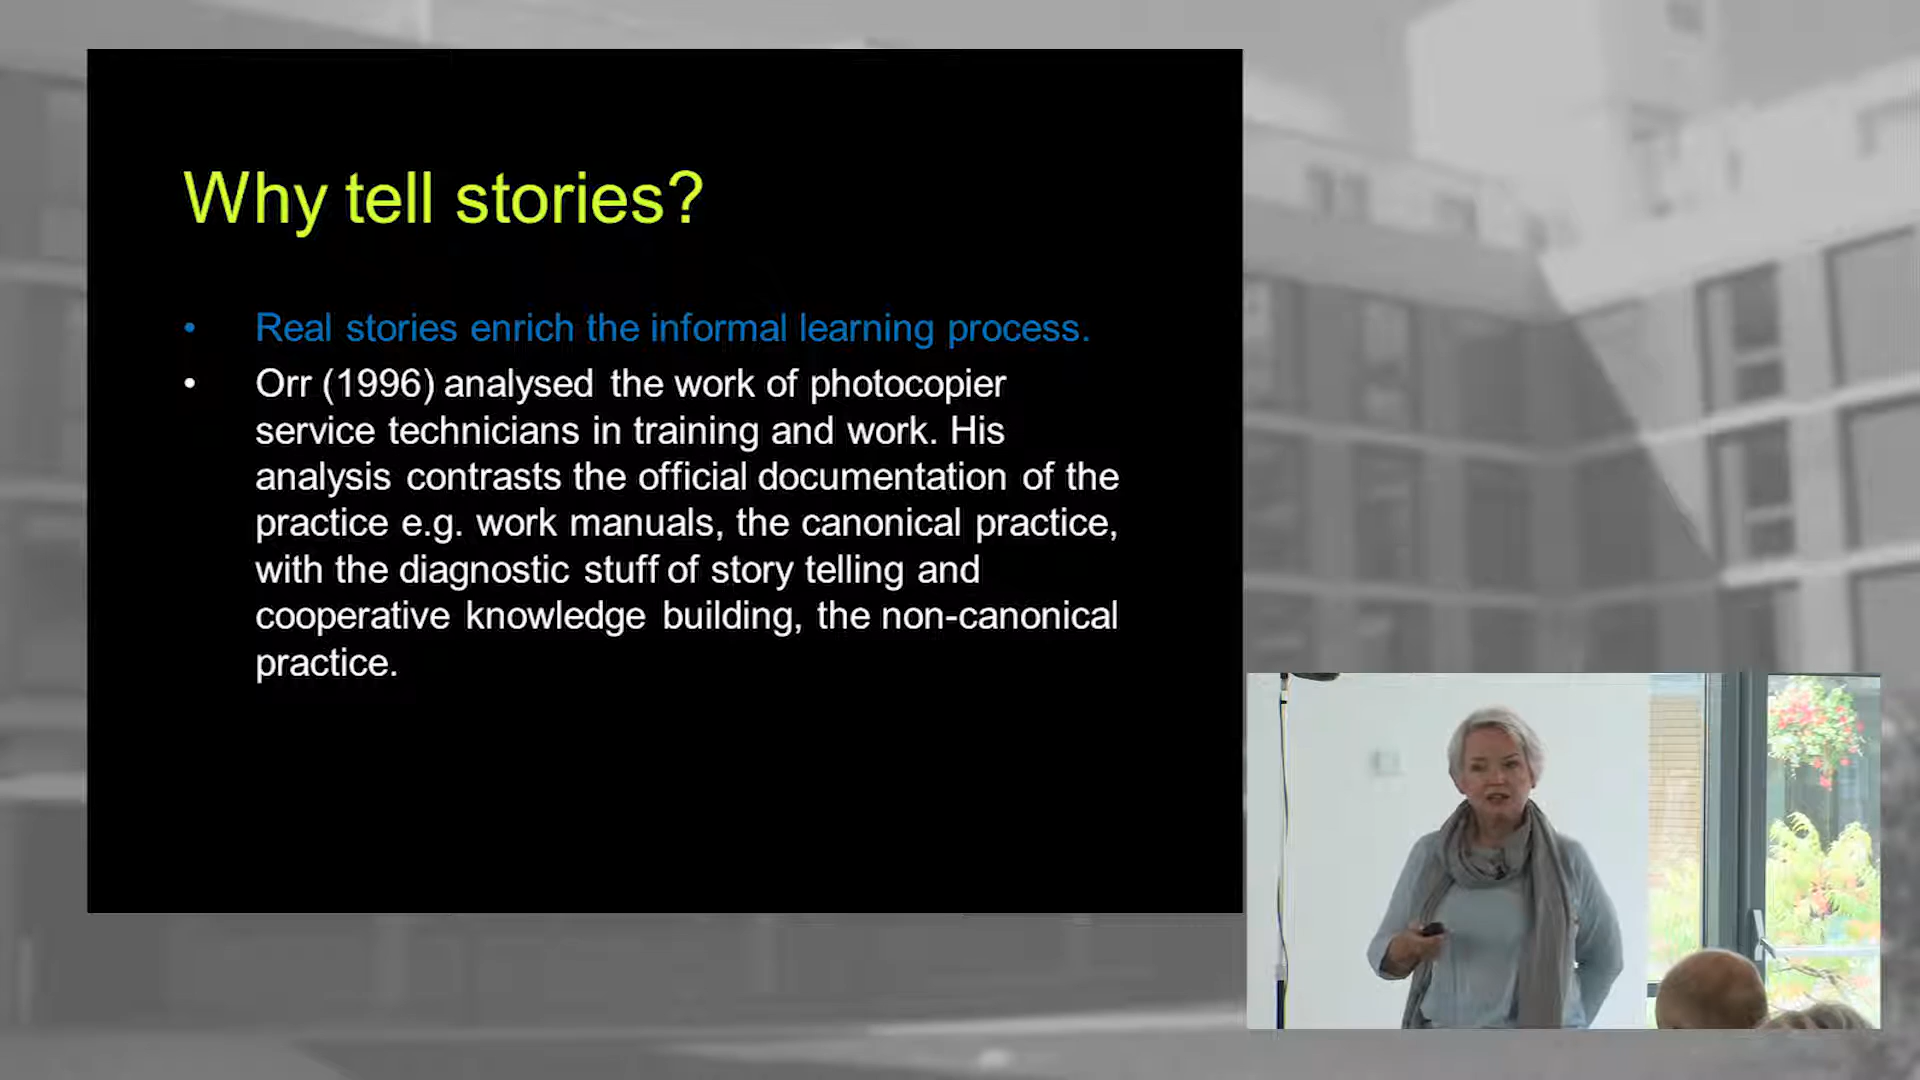 Why tell stories?
• Real stories enrich the informal learning process.
• Orr (1996) analysed the work of photocopier
service technicians in training and work. His
analysis contrasts the official documentation of the
practice e.g. work manuals, the canonical practice,
with the diagnostic stuff of story telling and
cooperative knowledge building, the non-canonical
practice.